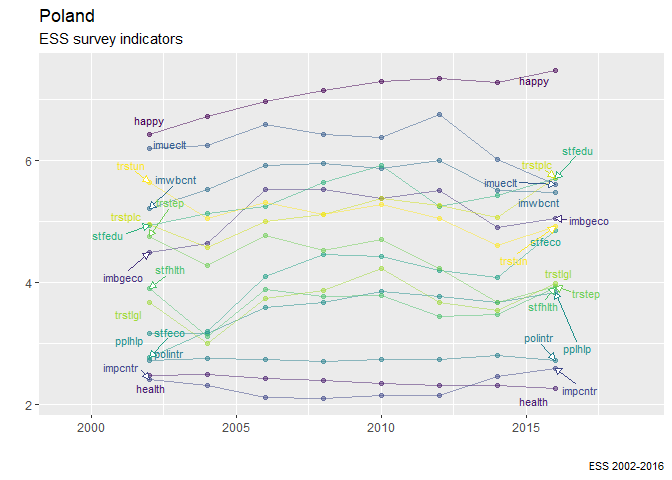 Poland
ESS survey indicators
happy
happy
imueclt
stfedu
trstun
trstplc
imwbcnt
imueclt
trstep
imwbcnt
trstplc
imbgeco
stfedu
stfeco
trstun
imbgeco
stfhlth
trstlgl
trstep
stfhlth
trstlgl
stfeco
polintr
pplhlp
pplhlp
polintr
impcntr
health
impcntr
health
6
4
2
2000
2005
2010
2015
ESS 2002-2016